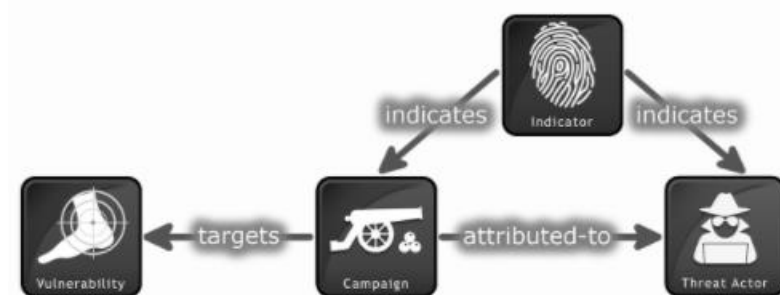 Indicator
indicates indicates
targets attributed-to
Vulnerability Campaign Threat Actor